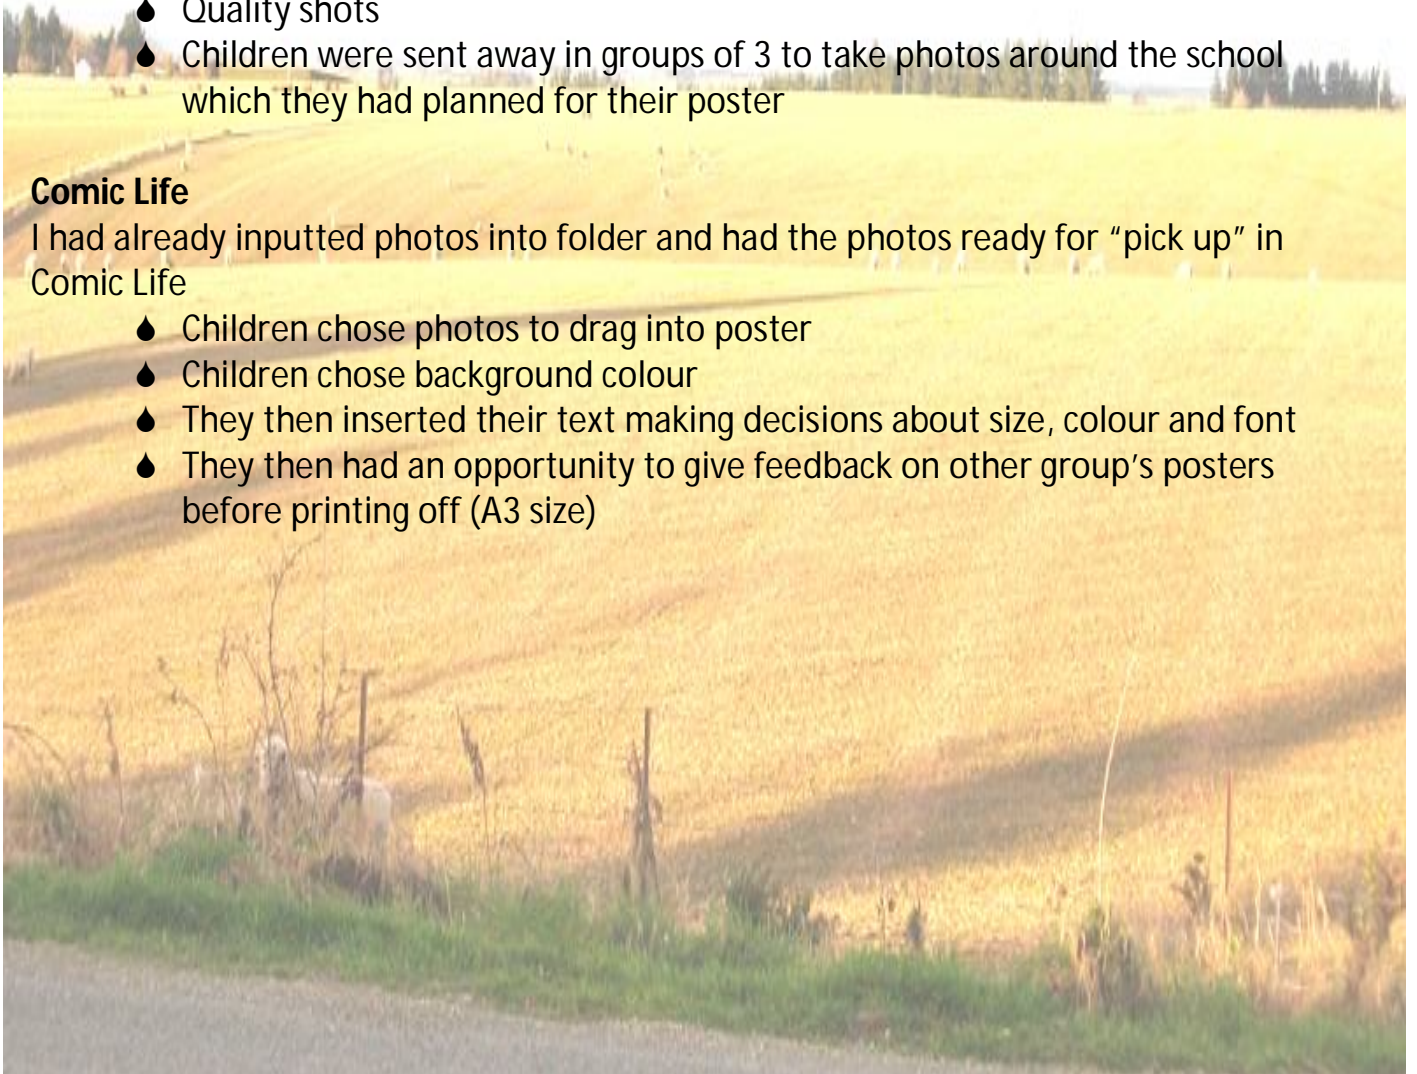 Quality shots
Children were sent away in groups of 3 to take photos around the school
which they had planned for their poster
Comic Life
I had already inputted photos into folder and had the photos ready for “pick up” in
Comic Life
Children chose photos to drag into poster
Children chose background colour
They then inserted their text making decisions about size, colour and font
They then had an opportunity to give feedback on other group’s posters
before printing off (A3 size)